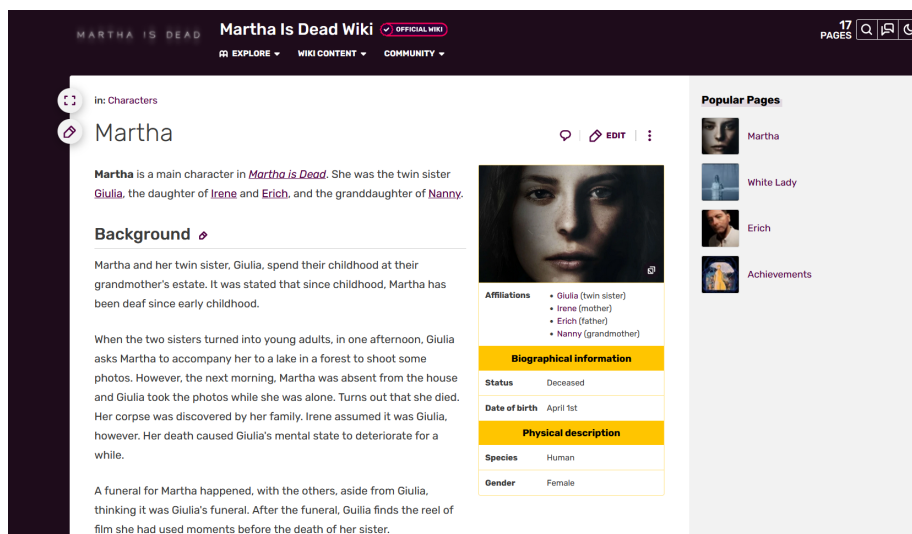 MARTHA IS DEAD
Martha Is Dead Wiki
OFFICIAL WIKI
EXPLORE
WIKI CONTENT
COMMUNITY
17
PAGES
in: Characters
Martha
EDIT
Martha is a main character in Martha is Dead. She was the twin sister
Giulia, the daughter of Irene and Erich, and the granddaughter of Nanny.
Background
Martha and her twin sister, Giulia, spend their childhood at their
grandmother's estate. It was stated that since childhood, Martha has
been deaf since early childhood.
When the two sisters turned into young adults, in one afternoon, Giulia
asks Martha to accompany her to a lake in a forest to shoot some
photos. However, the next morning, Martha was absent from the house
and Giulia took the photos while she was alone. Turns out that she died.
Her corpse was discovered by her family. Irene assumed it was Giulia,
however. Her death caused Giulia's mental state to deteriorate for a
while.
A funeral for Martha happened, with the others, aside from Giulia,
thinking it was Giulia's funeral. After the funeral, Guilia finds the reel of
film she had used moments before the death of her sister.
Affiliations
Giulia (twin sister)
Irene (mother)
Erich (father)
Nanny (grandmother)
Biographical information
Status Deceased
Date of birth April 1st
Physical description
Species Human
Gender Female
Popular Pages
Martha
White Lady
Erich
Achievements